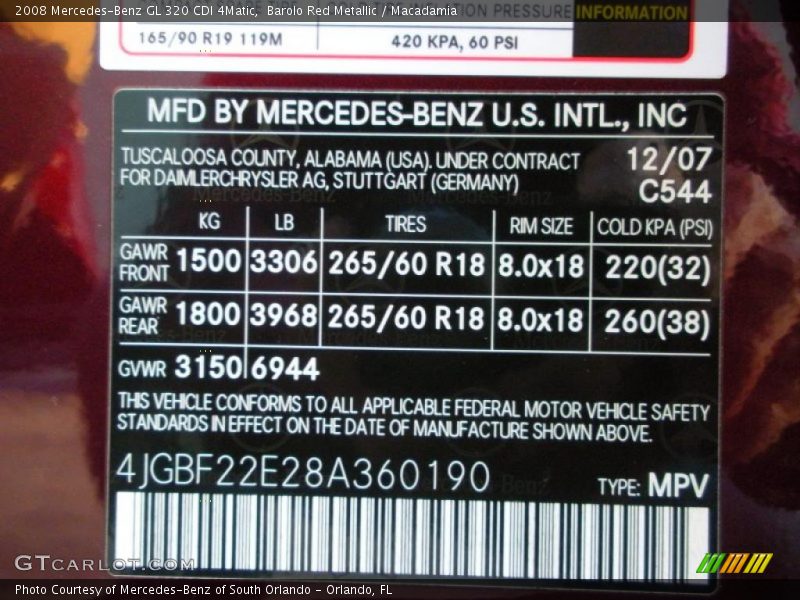 2008 Mercedes-Benz GL 320 CDI 4Matic, Barolo Red Metallic / Macadamia
COLD TIRE INFLATION PRESSURE INFORMATION
165/90 R19 119M 420 KPA, 60 PSI
MFD BY MERCEDES-BENZ U.S. INTL., INC
TUSCALOOSA COUNTY, ALABAMA (USA). UNDER CONTRACT 12/07
FOR DAIMLERCHRYSLER AG, STUTTGART (GERMANY) C544
KG LB TIRES RIM SIZE COLD KPA (PSI)
GAWR FRONT 1500 3306 265/60 R18 8.0x18 220(32)
GAWR REAR 1800 3968 265/60 R18 8.0x18 260(38)
GVWR 3150 6944
THIS VEHICLE CONFORMS TO ALL APPLICABLE FEDERAL MOTOR VEHICLE SAFETY
STANDARDS IN EFFECT ON THE DATE OF MANUFACTURE SHOWN ABOVE.
4JGBF22E28A360190 TYPE: MPV
GTCARLOT.COM
Photo Courtesy of Mercedes-Benz of South Orlando - Orlando, FL